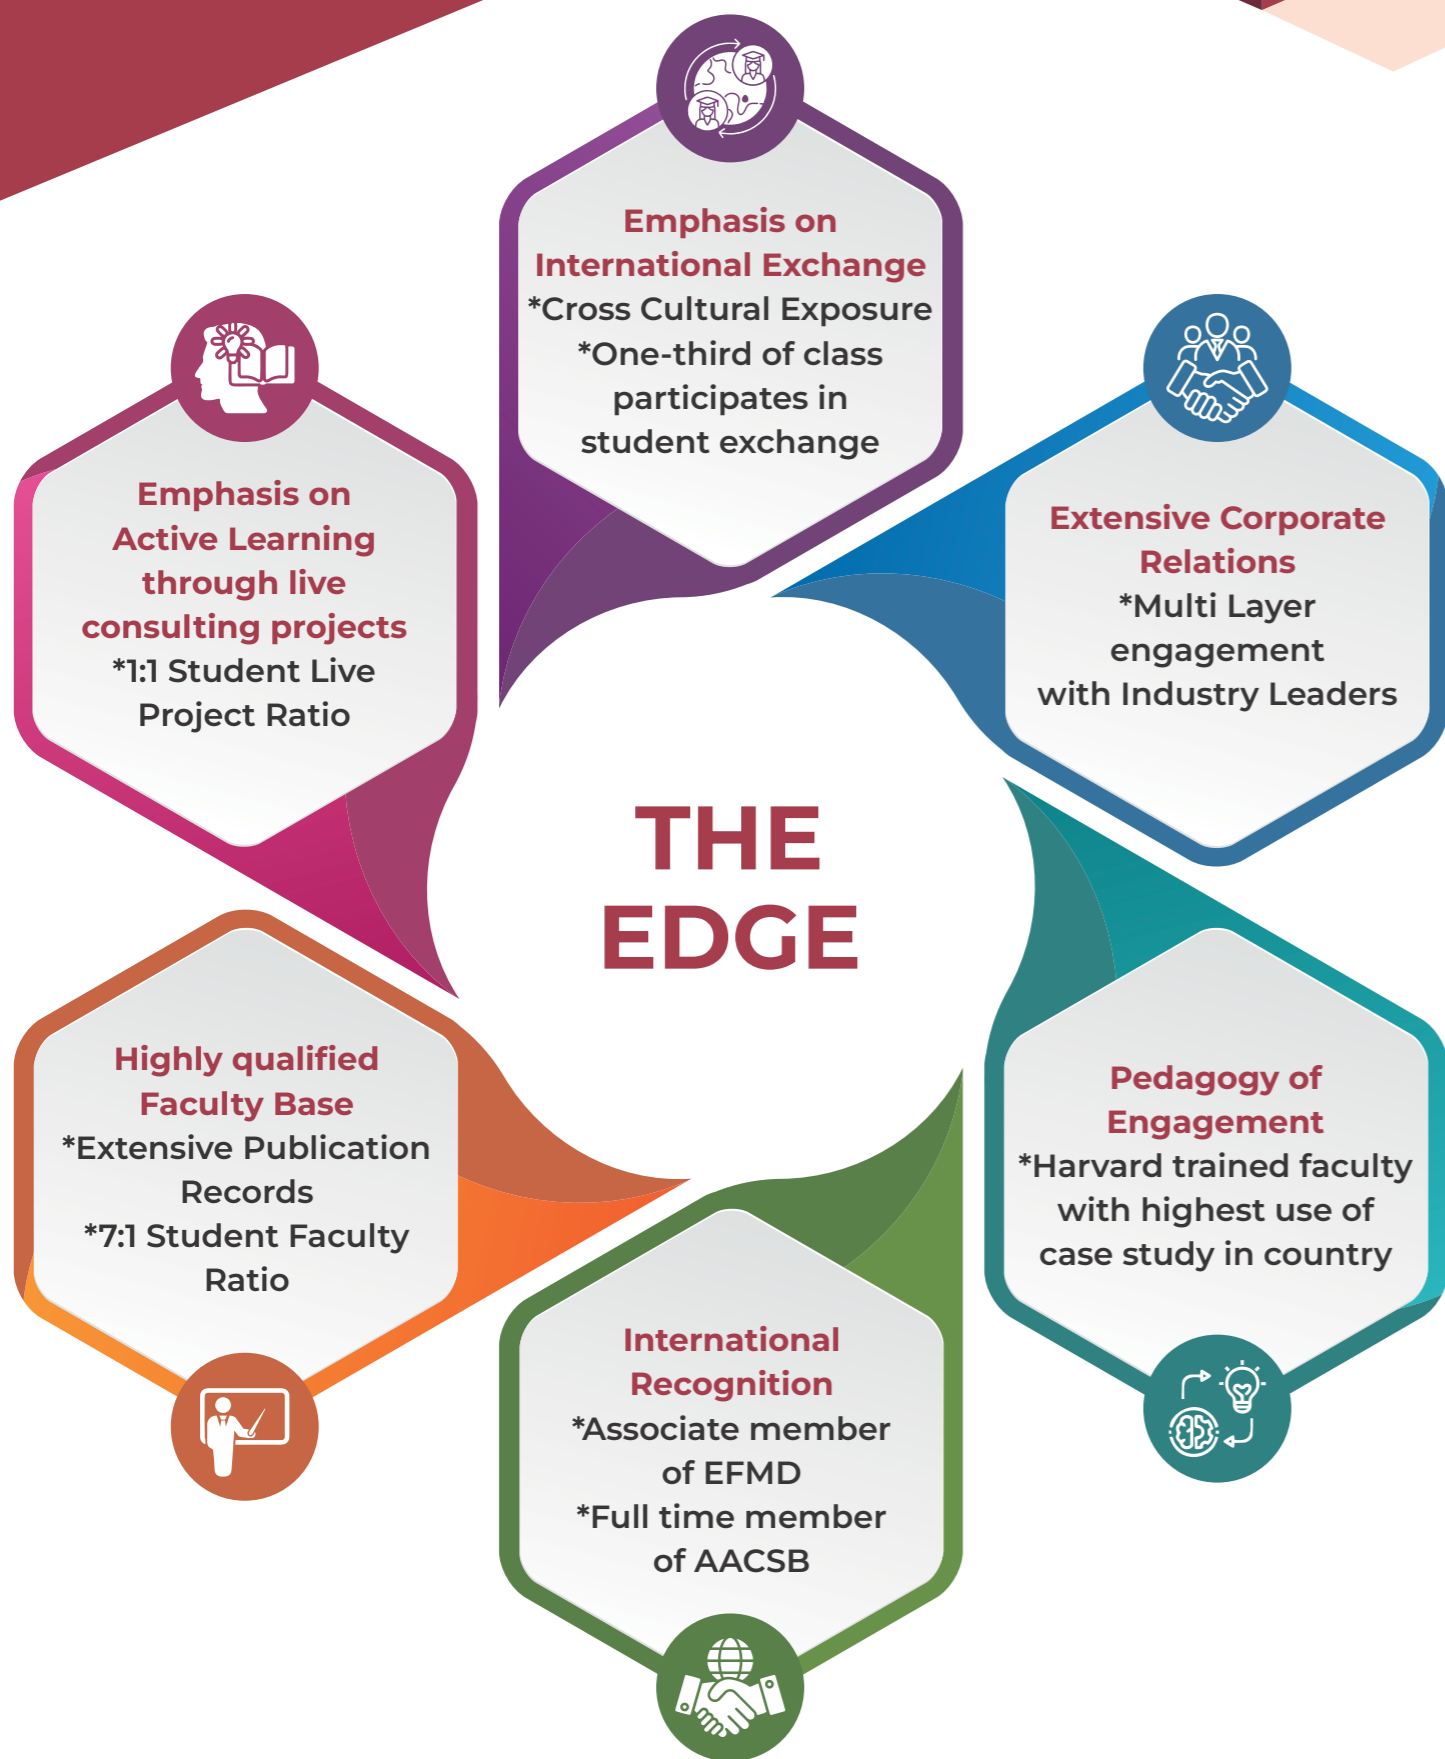 Emphasis on
International Exchange
*Cross Cultural Exposure
*One-third of class
participates in
student exchange
Emphasis on
Active Learning
through live
consulting projects
*1:1 Student Live
Project Ratio
Extensive Corporate
Relations
*Multi Layer
engagement
with Industry Leaders
THE
EDGE
Highly qualified
Faculty Base
*Extensive Publication
Records
*7:1 Student Faculty
Ratio
Pedagogy of
Engagement
*Harvard trained faculty
with highest use of
case study in country
International
Recognition
*Associate member
of EFMD
*Full time member
of AACSB